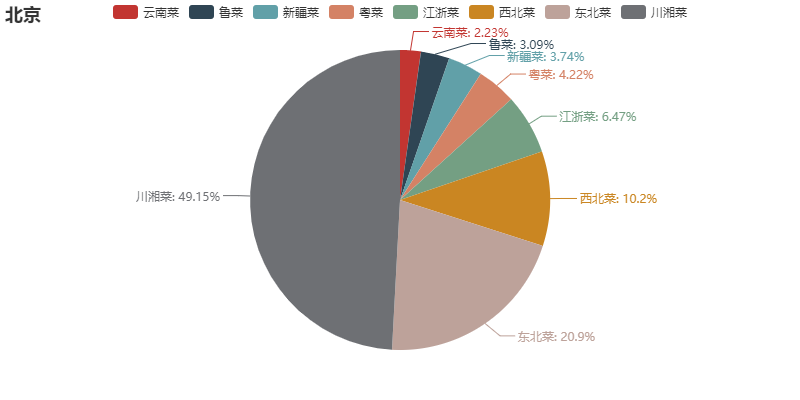 北京
云南菜 鲁菜 新疆菜 粤菜 江浙菜 西北菜 东北菜 川湘菜
云南菜: 2.23%
鲁菜: 3.09%
新疆菜: 3.74%
粤菜: 4.22%
江浙菜: 6.47%
川湘菜: 49.15%
西北菜: 10.2%
东北菜: 20.9%